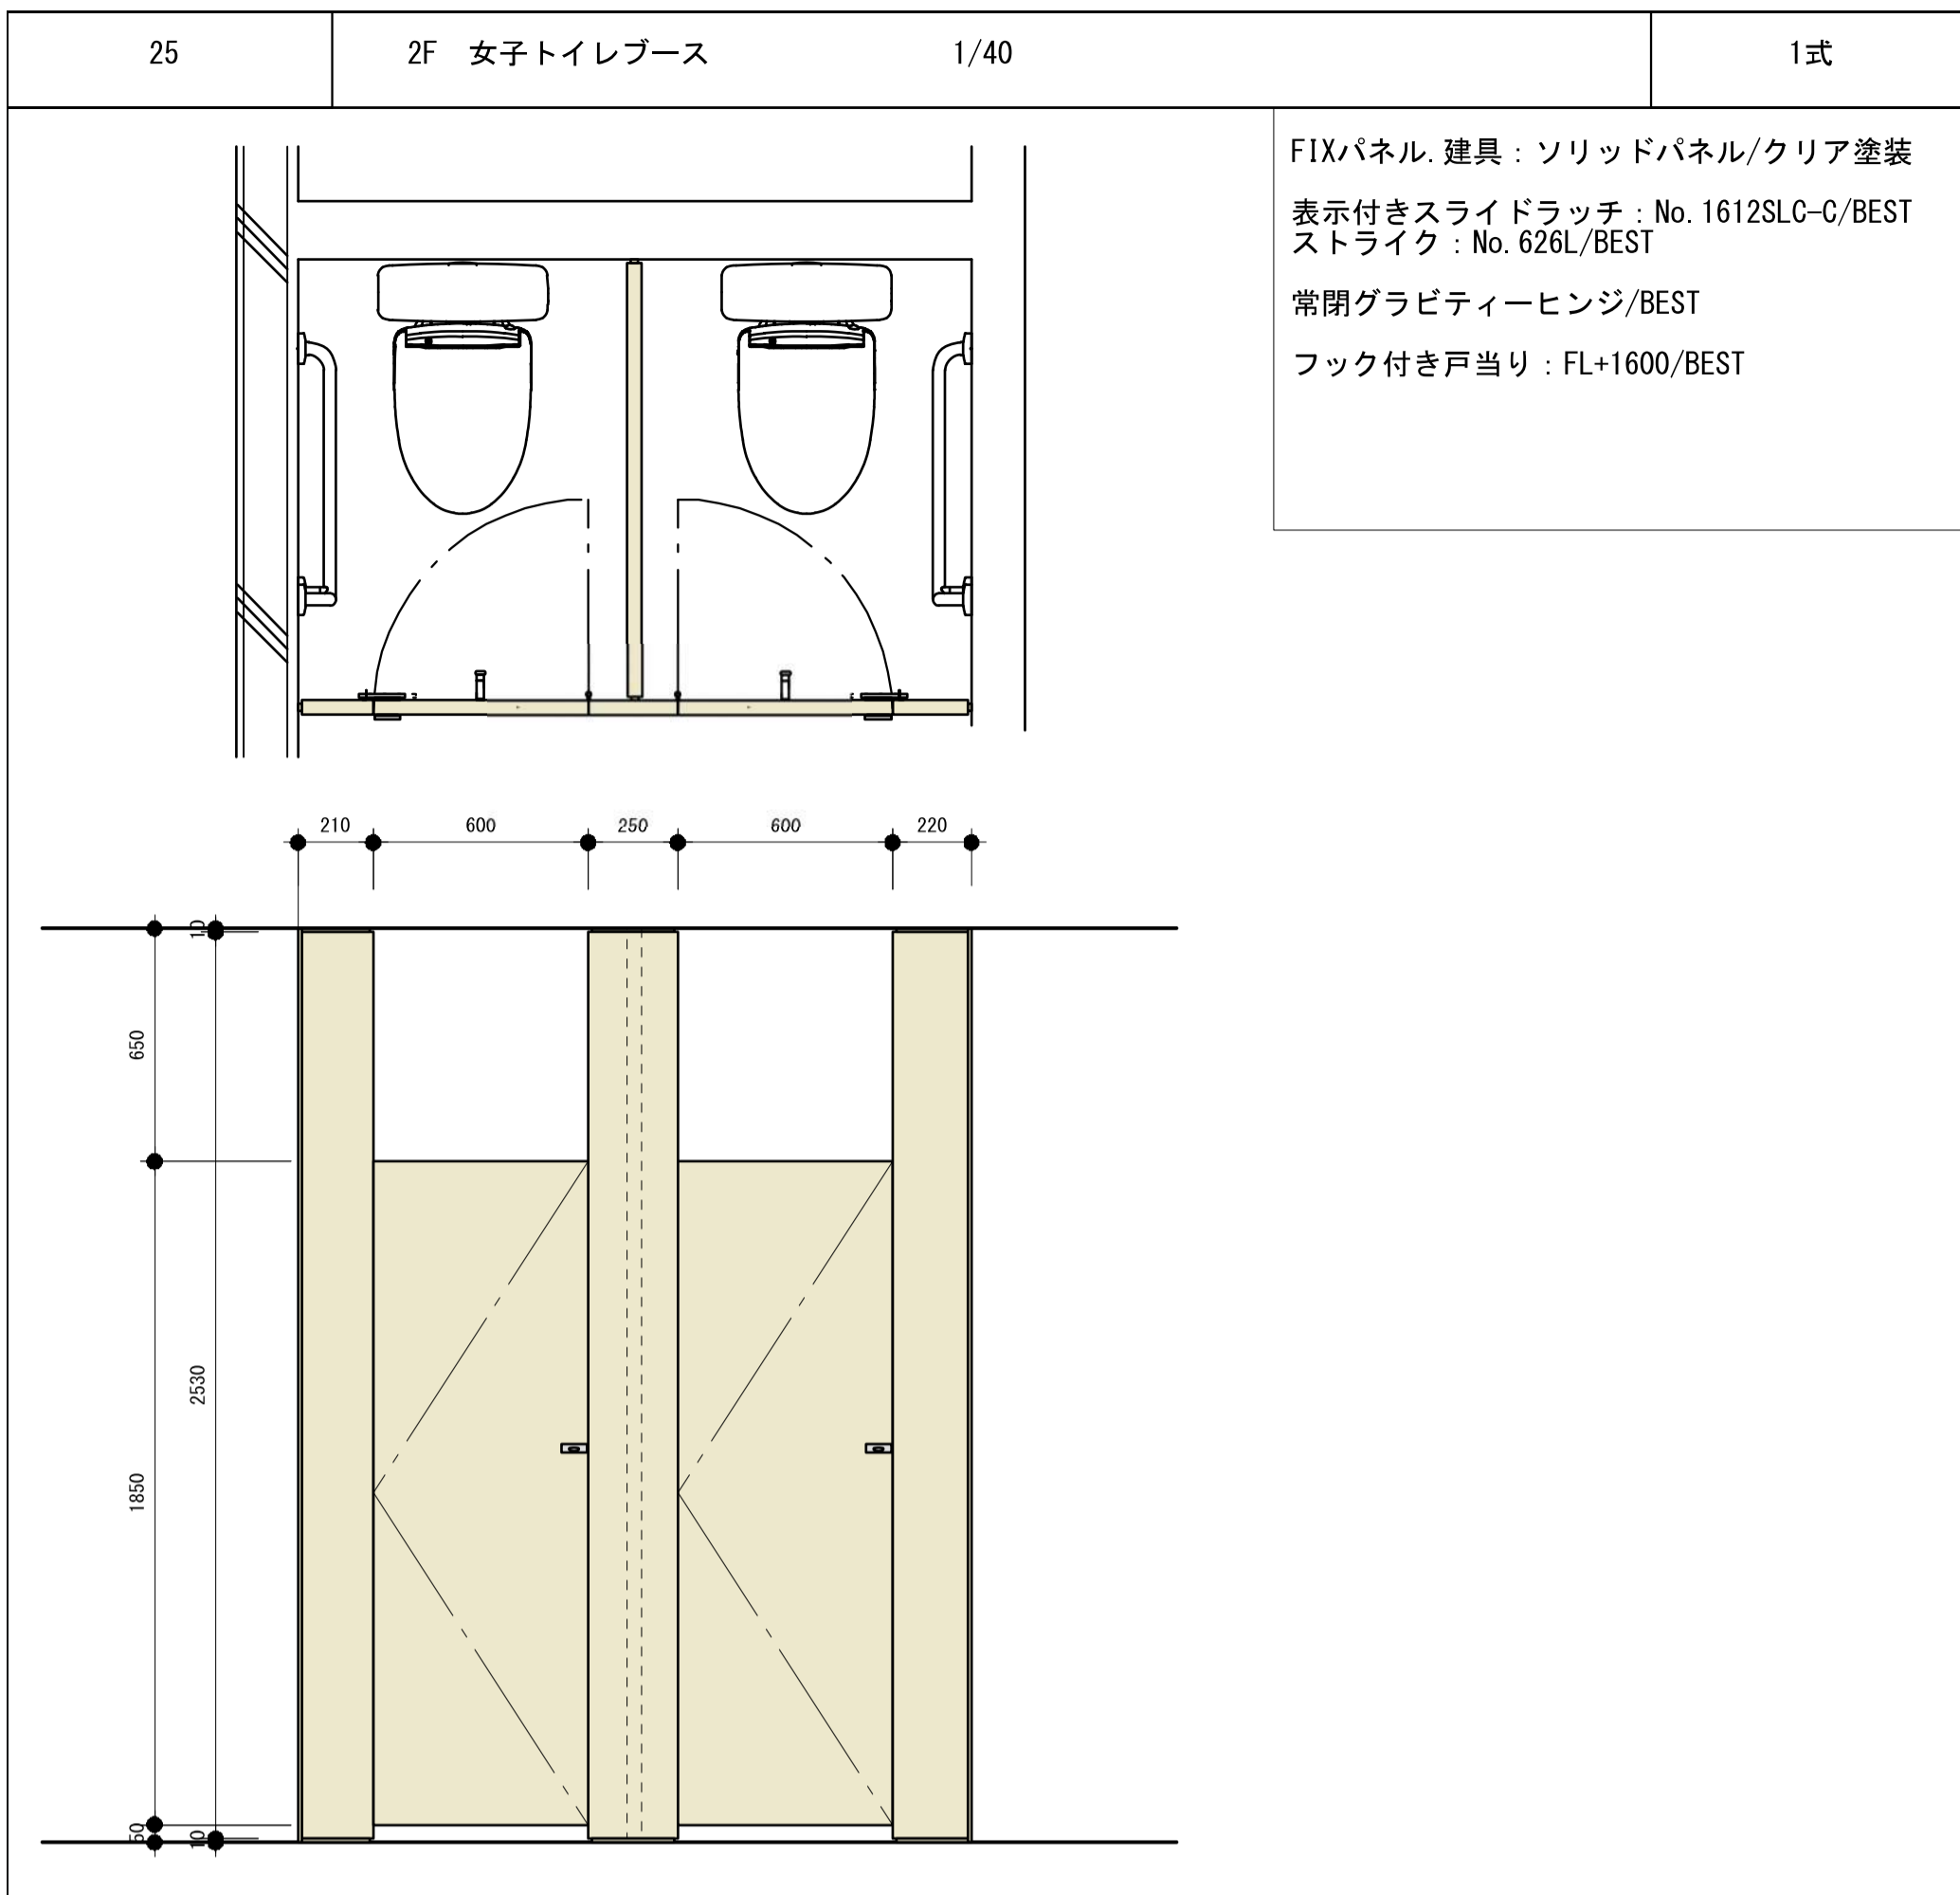 25
2F 女子トイレブース 1/40
1式
FIXパネル.建具：ソリッドパネル/クリア塗装
表示付きスライドラッチ：No.1612SLC-C/BEST
ストライク：No.626L/BEST
常閉グラビティーヒンジ/BEST
フック付き戸当り：FL+1600/BEST
210 600 250 600 220
10
650
2530
1850
50
10